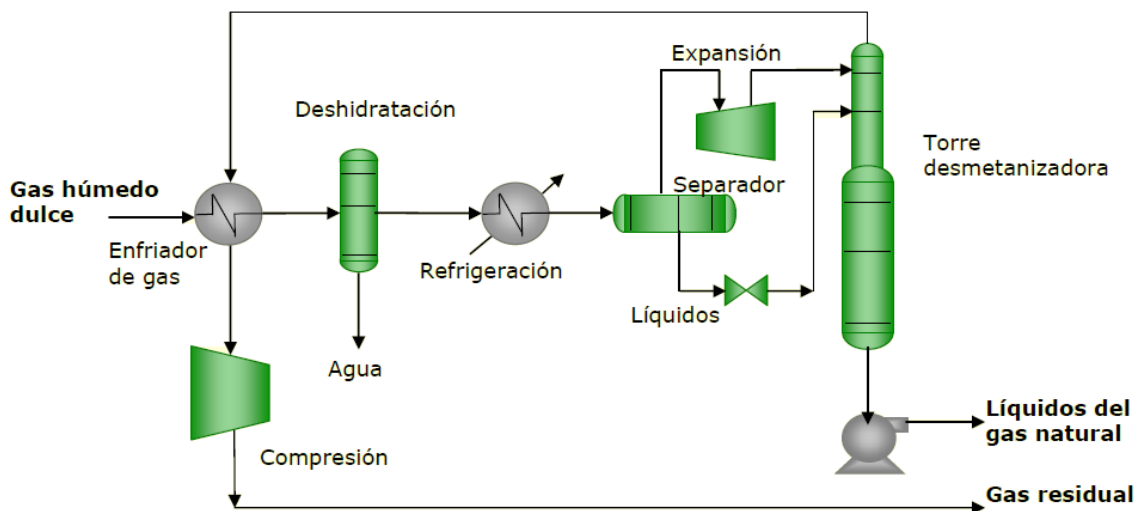 Expansión
Deshidratación
Torre
desmetanizadora
Gas húmedo
dulce
Separador
Enfriador
de gas
Refrigeración
Líquidos
Agua
Líquidos del
gas natural
Compresión
Gas residual